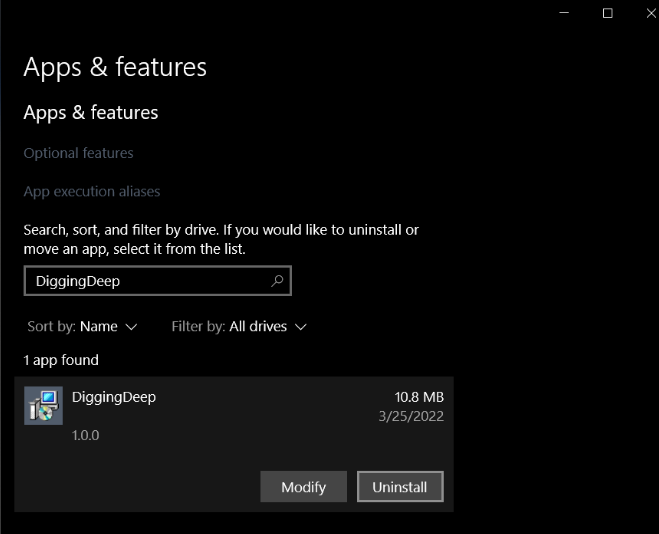 Apps & features
Apps & features
Optional features
App execution aliases
Search, sort, and filter by drive. If you would like to uninstall or
move an app, select it from the list.
DiggingDeep
Sort by: Name Filter by: All drives
1 app found
DiggingDeep 10.8 MB
3/25/2022
1.0.0
Modify Uninstall